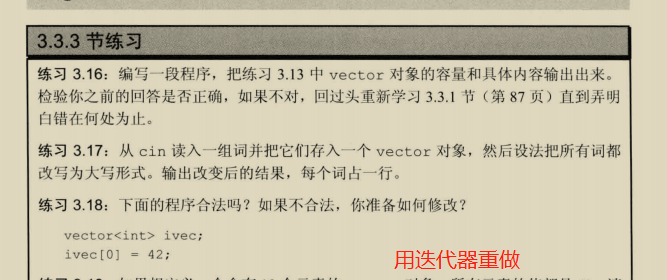 3.3.3 节练习
练习 3.16：编写一段程序，把练习 3.13 中 vector 对象的容量和具体内容输出出来。
检验你之前的回答是否正确，如果不对，回过头重新学习 3.3.1 节（第 87 页）直到弄明
白错在何处为止。
练习 3.17：从 cin 读入一组词并把它们存入一个 vector 对象，然后设法把所有词都
改写为大写形式。输出改变后的结果，每个词占一行。
练习 3.18：下面的程序合法吗？如果不合法，你准备如何修改？
vector<int> ivec;
ivec[0] = 42;
用迭代器重做